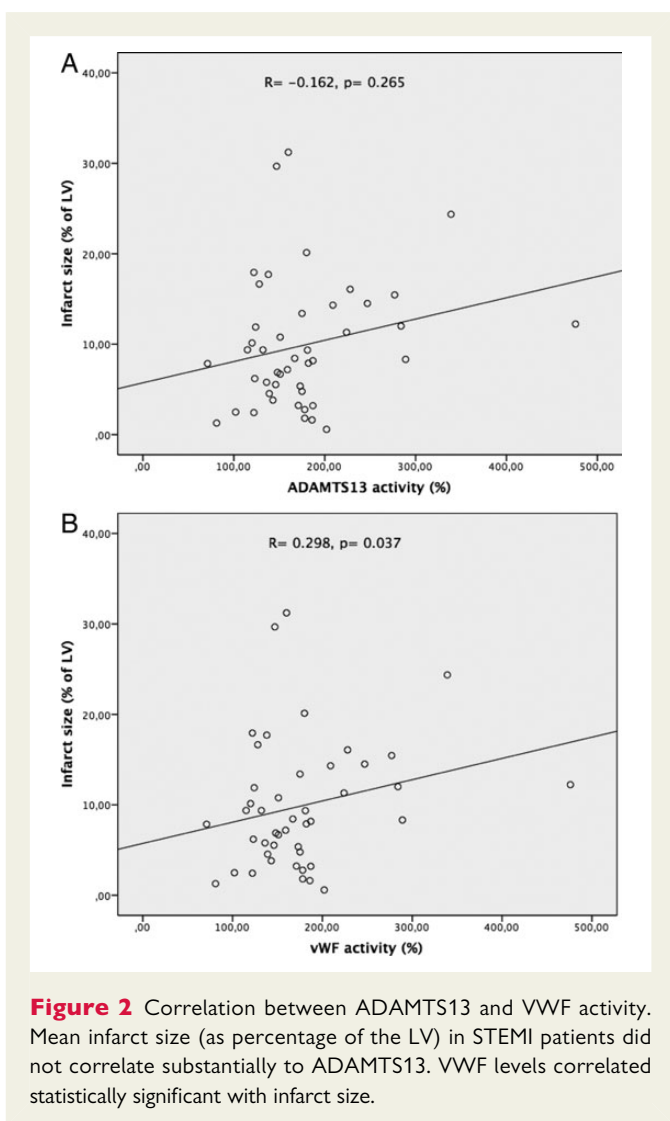 A
R= -0.162, p= 0.265
40,00
30,00
20,00
10,00
,00
Infarct size (% of LV)
,00 100,00 200,00 300,00 400,00 500,00
ADAMTS13 activity (%)
B
R= 0.298, p= 0.037
40,00
30,00
20,00
10,00
,00
Infarct size (% of LV)
,00 100,00 200,00 300,00 400,00 500,00
vWF activity (%)
Figure 2 Correlation between ADAMTS13 and VWF activity.
Mean infarct size (as percentage of the LV) in STEMI patients did
not correlate substantially to ADAMTS13. VWF levels correlated
statistically significant with infarct size.